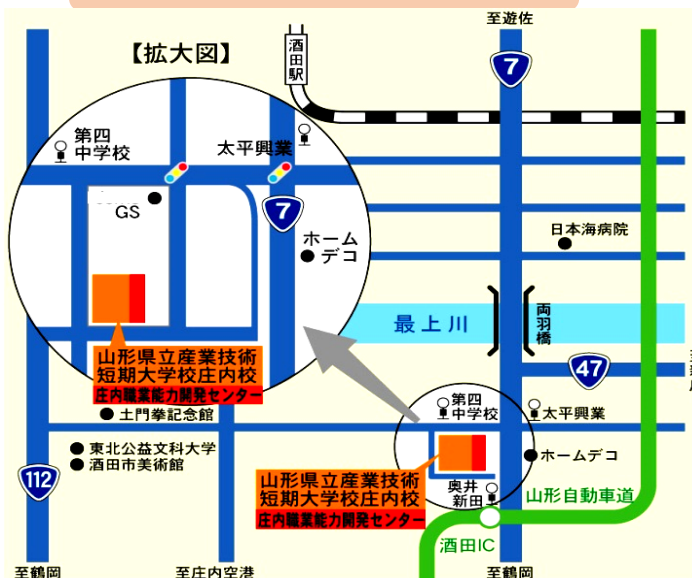 至遊佐
【拡大図】
酒田駅
7
第四
中学校
太平興業
GS
7
ホーム
デコ
日本海病院
最上川
両羽橋
47
山形県立産業技術
短期大学校庄内校
庄内職業能力開発センター
土門拳記念館
第四
中学校
太平興業
東北公益文科大学
酒田市美術館
ホームデコ
112
山形県立産業技術
短期大学校庄内校
庄内職業能力開発センター
奥井
新田
山形自動車道
酒田IC
至鶴岡
至庄内空港
至鶴岡